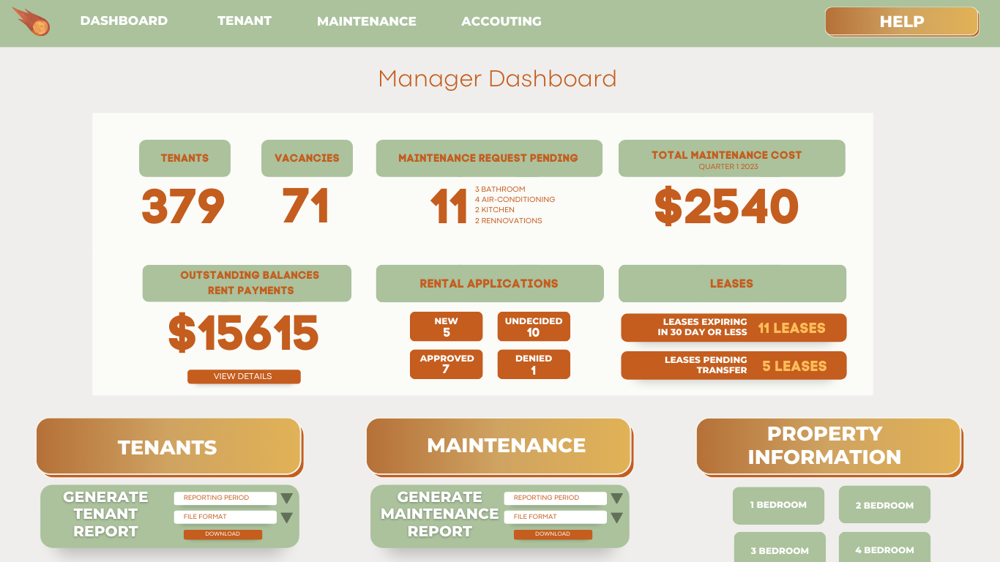 DASHBOARD
TENANT
MAINTENANCE
ACCOUTING
HELP
Manager Dashboard
TENANTS
379
VACANCIES
71
MAINTENANCE REQUEST PENDING
11
3 BATHROOM
4 AIR-CONDITIONING
2 KITCHEN
2 RENNOVATIONS
TOTAL MAINTENANCE COST
QUARTER 1 2023
$2540
OUTSTANDING BALANCES
RENT PAYMENTS
$15615
VIEW DETAILS
RENTAL APPLICATIONS
NEW
5
UNDECIDED
10
APPROVED
7
DENIED
1
LEASES
LEASES EXPIRING
IN 30 DAY OR LESS
11 LEASES
LEASES PENDING
TRANSFER
5 LEASES
TENANTS
GENERATE
TENANT
REPORT
REPORTING PERIOD
FILE FORMAT
DOWNLOAD
MAINTENANCE
GENERATE
MAINTENANCE
REPORT
REPORTING PERIOD
FILE FORMAT
DOWNLOAD
PROPERTY
INFORMATION
1 BEDROOM
2 BEDROOM
3 BEDROOM
4 BEDROOM